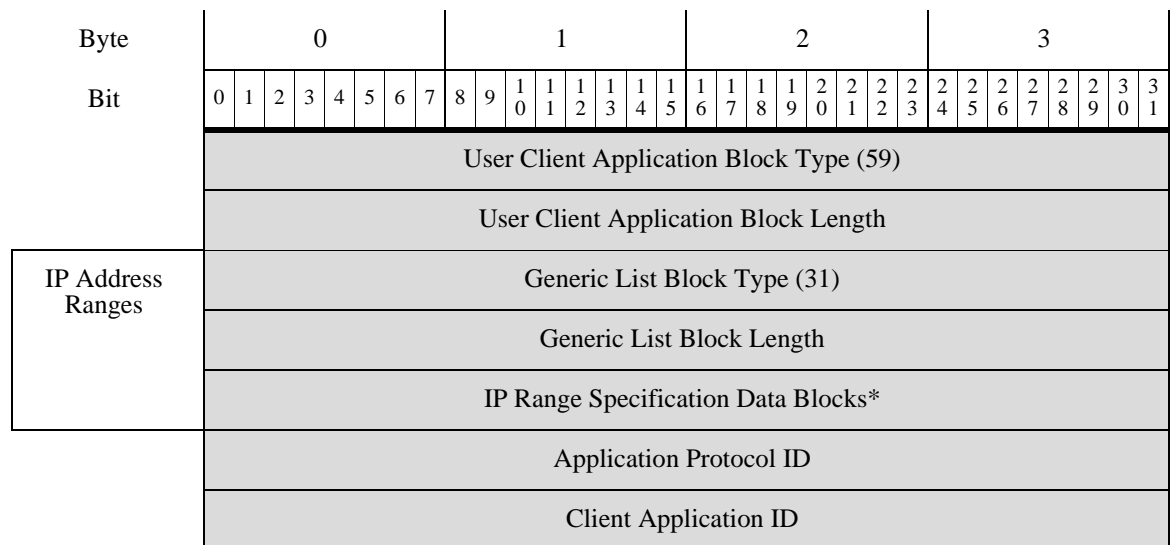 Byte 0 1 2 3
Bit 0 1 2 3 4 5 6 7 8 9 10 11 12 13 14 15 16 17 18 19 20 21 22 23 24 25 26 27 28 29 30 31
User Client Application Block Type (59)
User Client Application Block Length
IP Address
Ranges
Generic List Block Type (31)
Generic List Block Length
IP Range Specification Data Blocks*
Application Protocol ID
Client Application ID